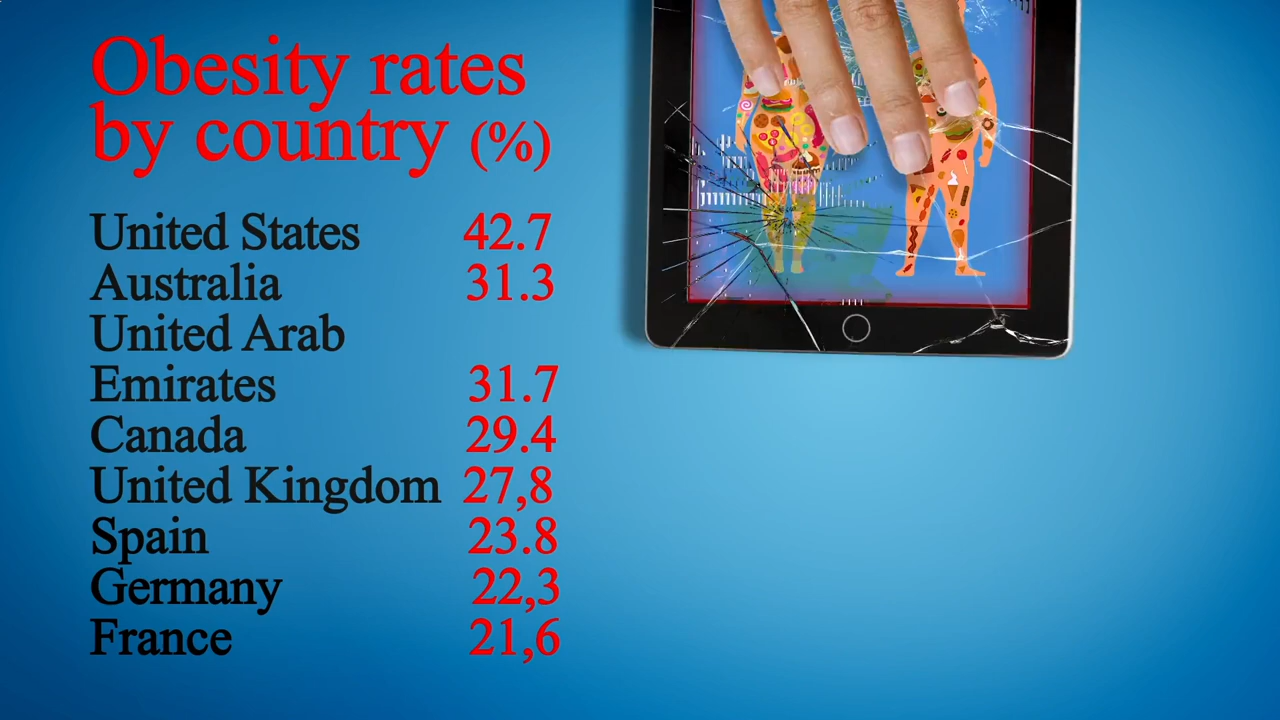 Obesity rates
by country (%)
United States 42.7
Australia 31.3
United Arab
Emirates 31.7
Canada 29.4
United Kingdom 27,8
Spain 23.8
Germany 22,3
France 21,6